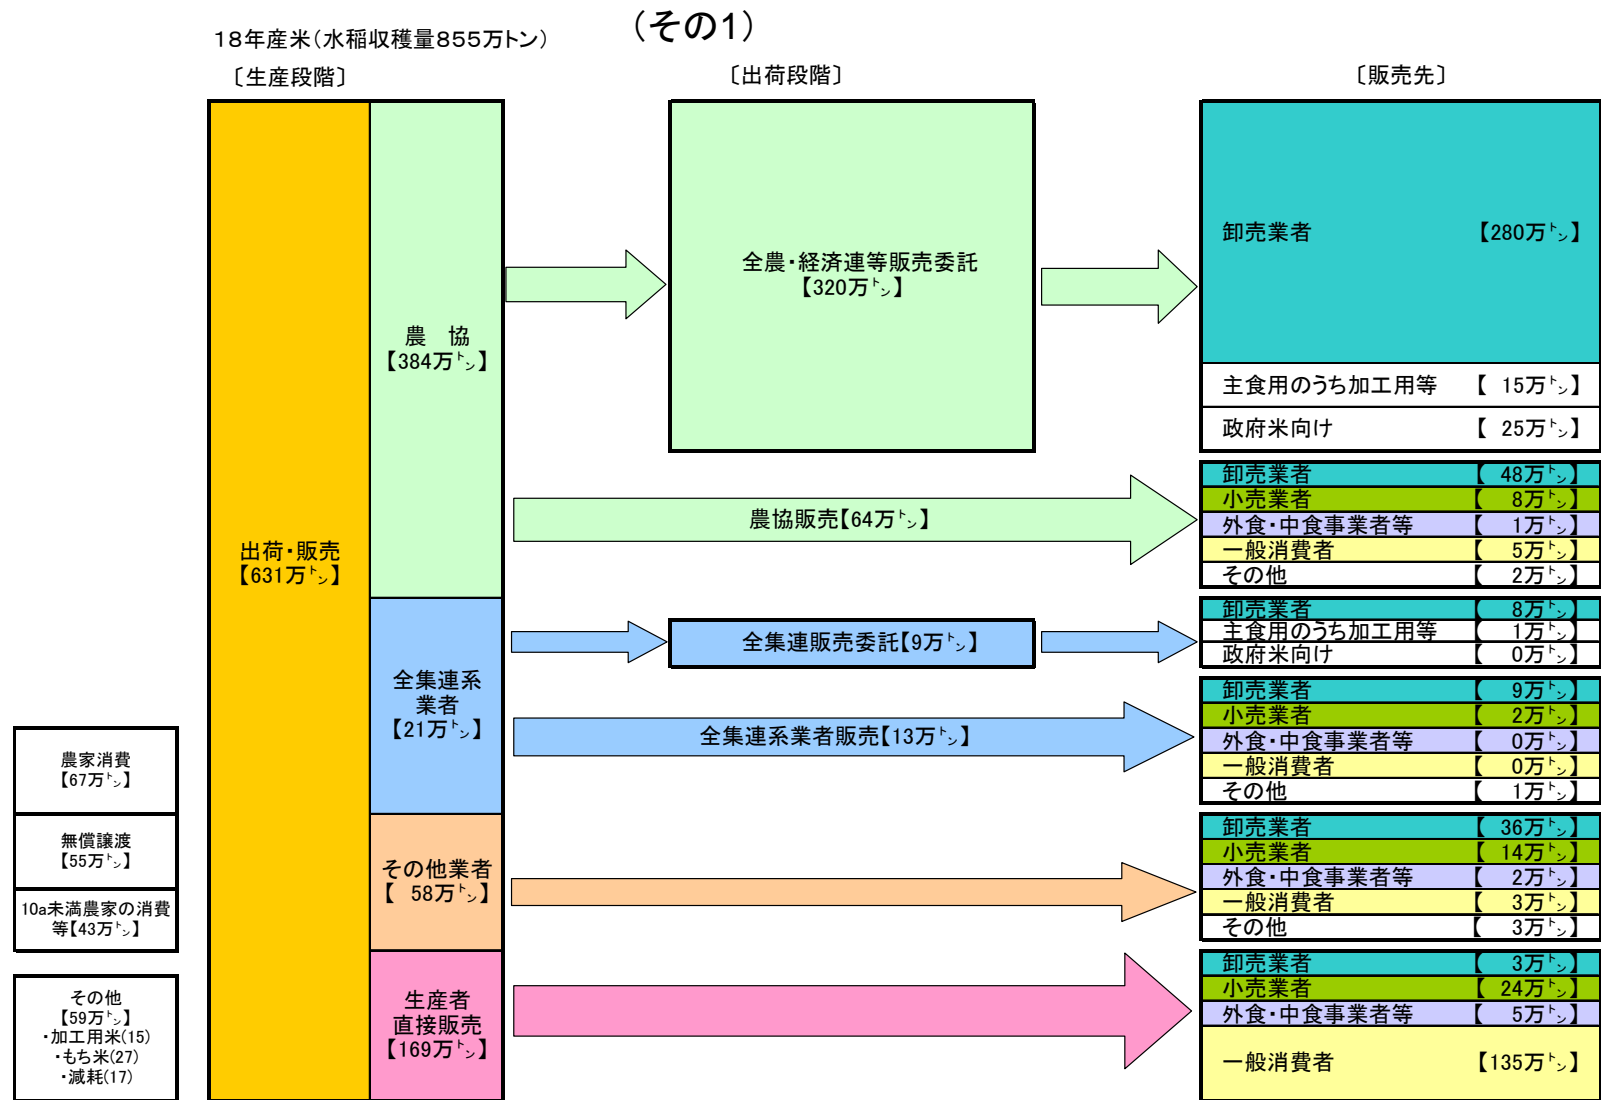 （その1）
18年産米（水稲収穫量855万トン）
〔生産段階〕
〔出荷段階〕
〔販売先〕
農家消費
【67万㌧】
無償譲渡
【55万㌧】
10a未満農家の消費
等【43万㌧】
その他
【59万㌧】
・加工用米(15)
・もち米(27)
・減耗(17)
出荷・販売
【631万㌧】
農　協
【384万㌧】
全集連系
業者
【21万㌧】
その他業者
【 58万㌧】
生産者
直接販売
【169万㌧】
全農・経済連等販売委託
【320万㌧】
農協販売【64万㌧】
全集連販売委託【9万㌧】
全集連系業者販売【13万㌧】
卸売業者 【280万㌧】
主食用のうち加工用等 【 15万㌧】
政府米向け 【 25万㌧】
卸売業者 【 48万㌧】
小売業者 【 8万㌧】
外食・中食事業者等 【 1万㌧】
一般消費者 【 5万㌧】
その他 【 2万㌧】
卸売業者 【 8万㌧】
主食用のうち加工用等 【 1万㌧】
政府米向け 【 0万㌧】
卸売業者 【 9万㌧】
小売業者 【 2万㌧】
外食・中食事業者等 【 0万㌧】
一般消費者 【 0万㌧】
その他 【 1万㌧】
卸売業者 【 36万㌧】
小売業者 【 14万㌧】
外食・中食事業者等 【 2万㌧】
一般消費者 【 3万㌧】
その他 【 3万㌧】
卸売業者 【 3万㌧】
小売業者 【 24万㌧】
外食・中食事業者等 【 5万㌧】
一般消費者 【135万㌧】